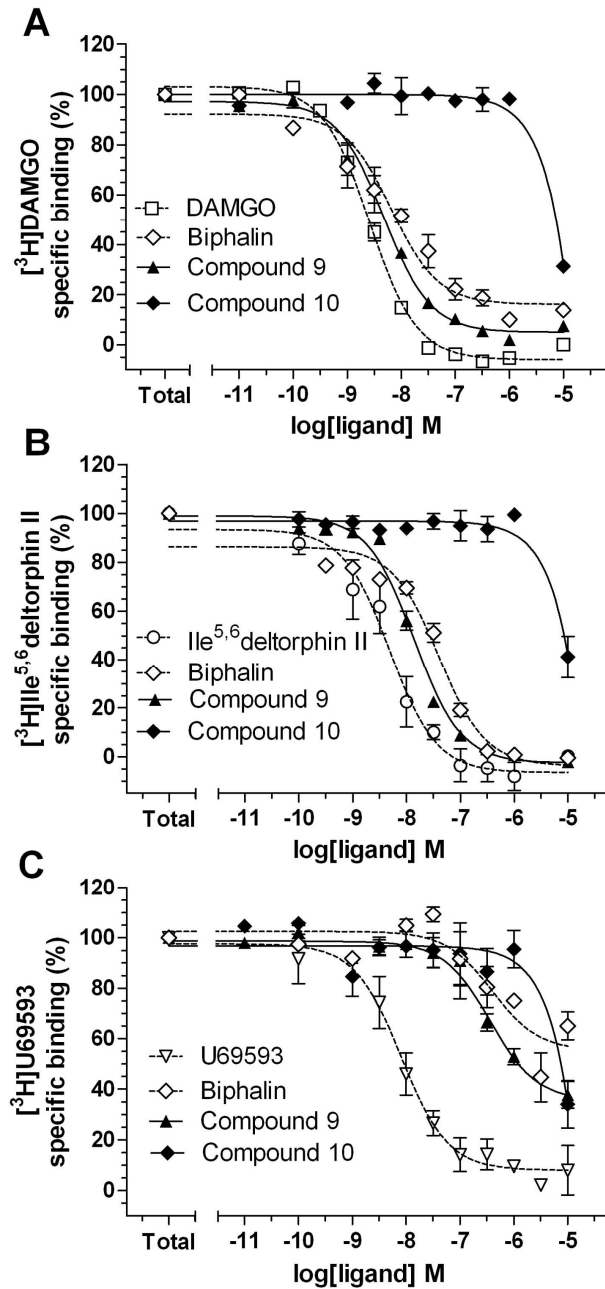 A
120
100
80
60
40
20
0
[³H]DAMGO
specific binding (%)
DAMGO
Biphalin
Compound 9
Compound 10
Total -11 -10 -9 -8 -7 -6 -5
log[ligand] M
B
120
100
80
60
40
20
0
[³H]Ile⁵,⁶deltorphin II
specific binding (%)
Ile⁵,⁶deltorphin II
Biphalin
Compound 9
Compound 10
Total -11 -10 -9 -8 -7 -6 -5
log[ligand] M
C
120
100
80
60
40
20
0
[³H]U69593
specific binding (%)
U69593
Biphalin
Compound 9
Compound 10
Total -11 -10 -9 -8 -7 -6 -5
log[ligand] M